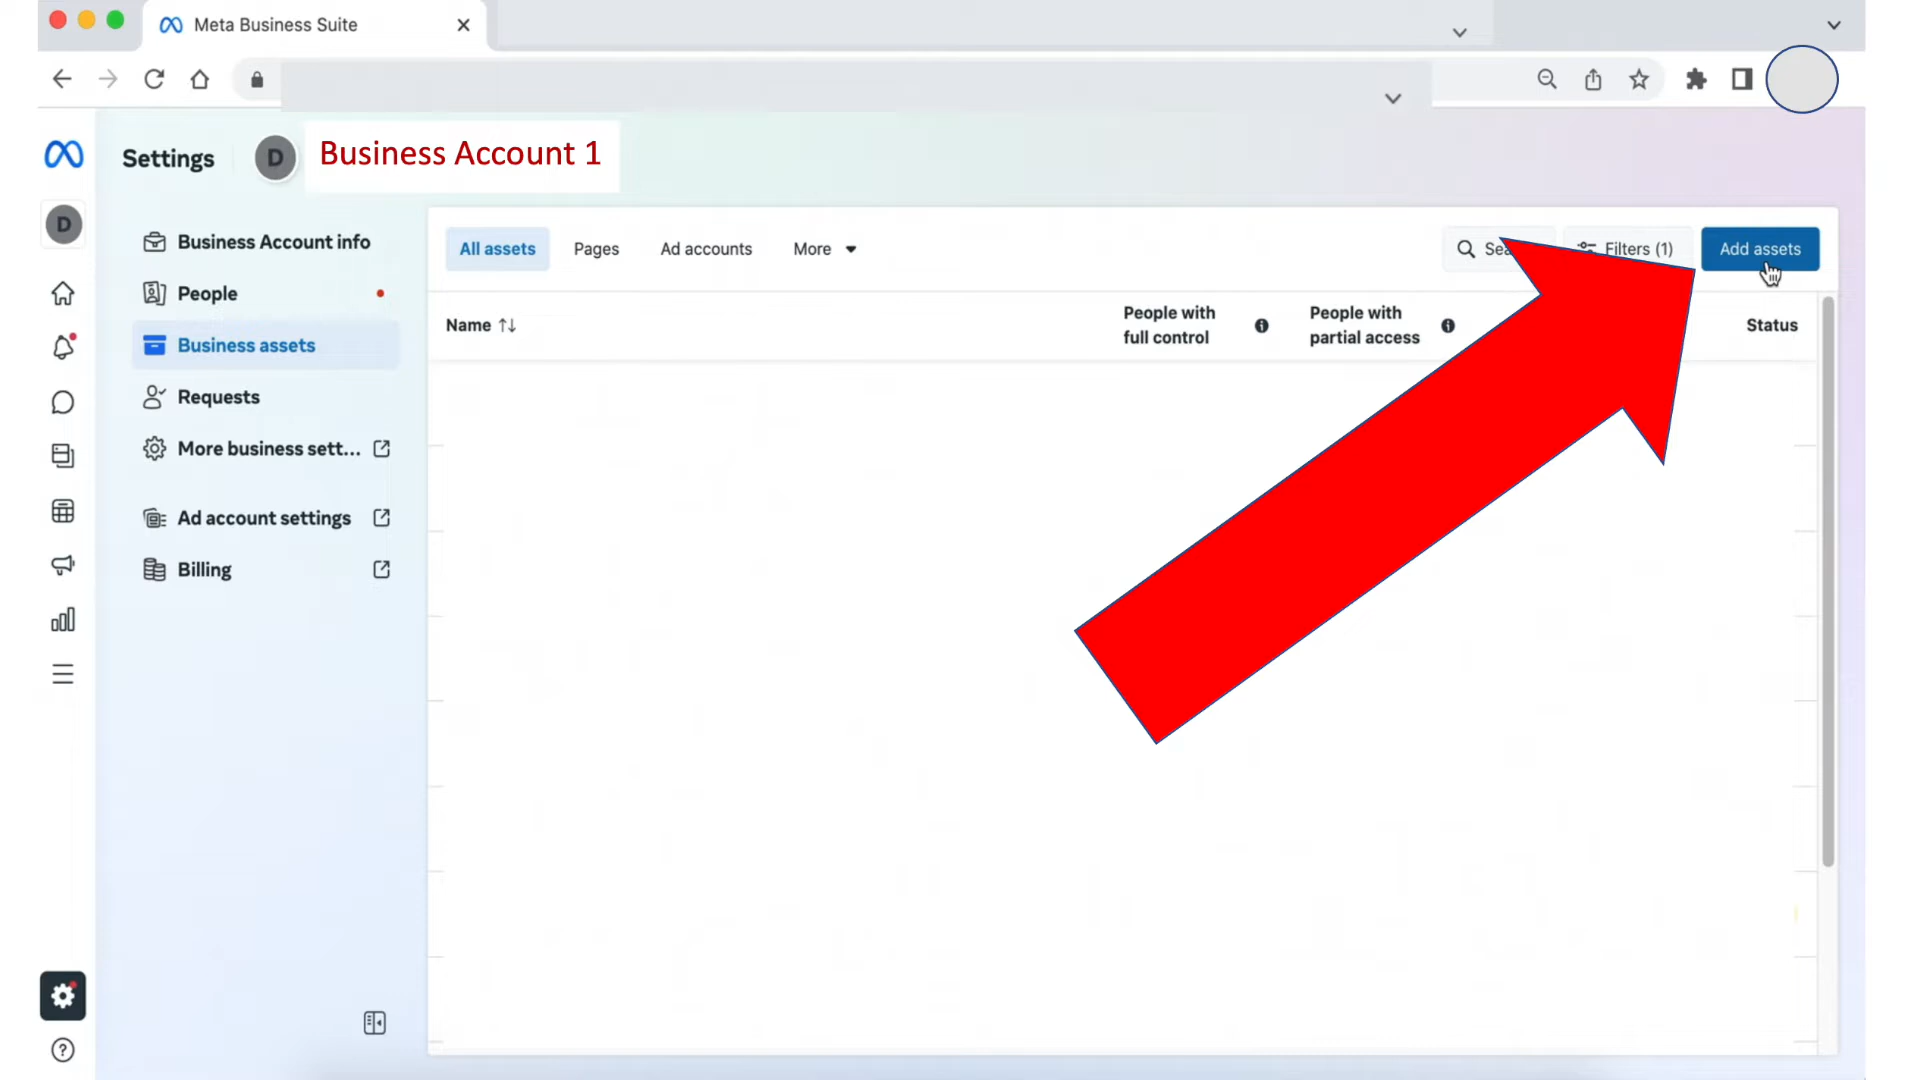 Meta Business Suite
Settings
D
Business Account 1
D
Business Account info
People
Business assets
Requests
More business sett...
Ad account settings
Billing
All assets
Pages
Ad accounts
More
Filters (1)
Add assets
Name
People with
full control
People with
partial access
Status